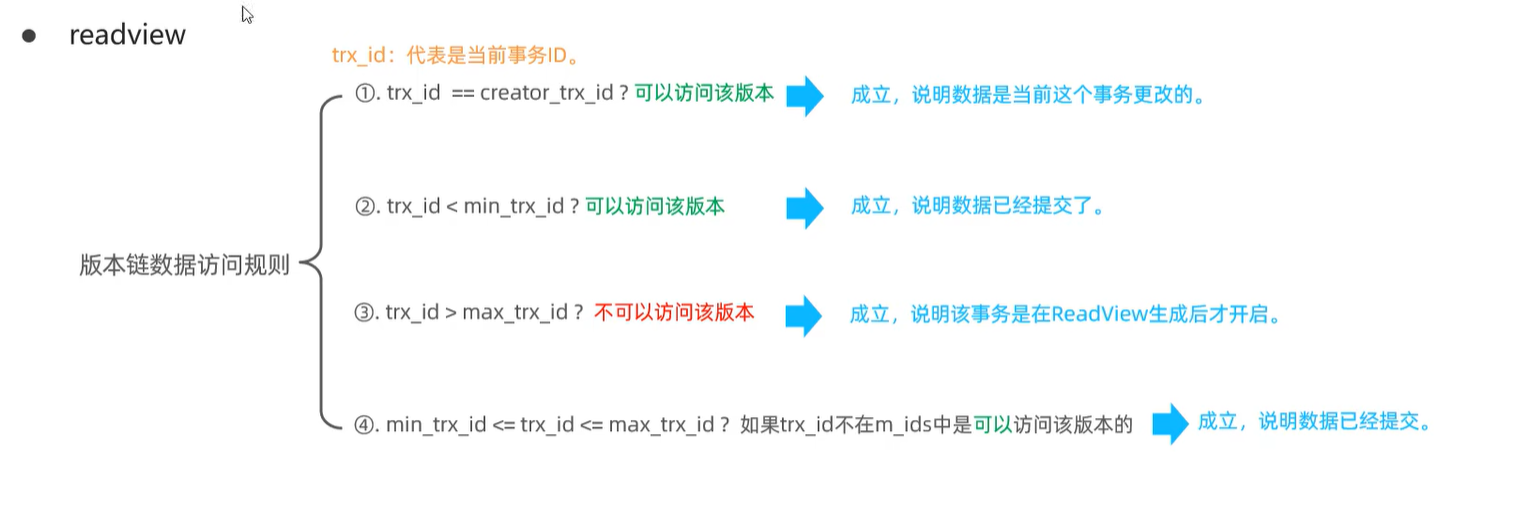 ● readview
trx_id：代表是当前事务ID。
①. trx_id == creator_trx_id ? 可以访问该版本 成立，说明数据是当前这个事务更改的。
②. trx_id < min_trx_id ? 可以访问该版本 成立，说明数据已经提交了。
版本链数据访问规则
③. trx_id > max_trx_id ? 不可以访问该版本 成立，说明该事务是在ReadView生成后才开启。
④. min_trx_id <= trx_id <= max_trx_id ? 如果trx_id不在m_ids中是可以访问该版本的 成立，说明数据已经提交。